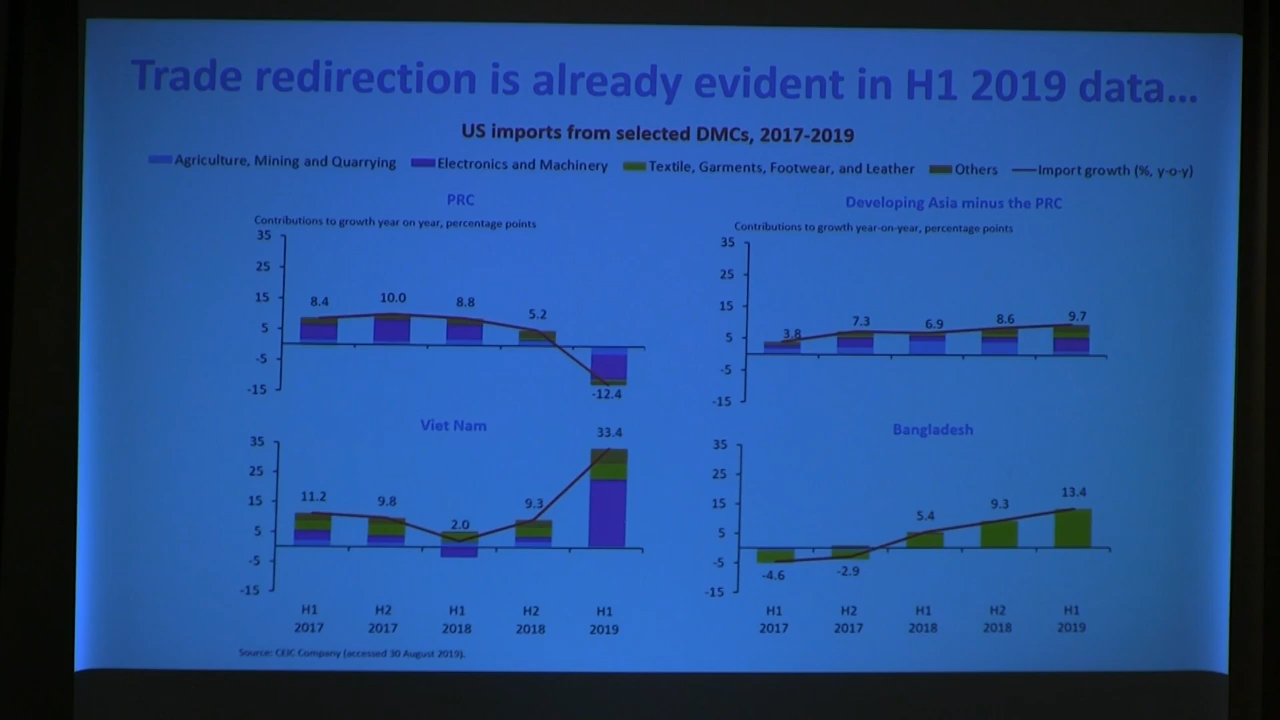 Trade redirection is already evident in H1 2019 data...
US imports from selected DMCs, 2017-2019
Agriculture, Mining and Quarrying Electronics and Machinery Textile, Garments, Footwear, and Leather Others Import growth (%, y-o-y)
PRC
Contributions to growth year on year, percentage points
35
25
15
5
-5
-15
8.4 10.0 8.8 5.2 -12.4
Developing Asia minus the PRC
Contributions to growth year-on-year, percentage points
35
25
15
5
-5
-15
3.8 7.3 6.9 8.6 9.7
Viet Nam
35
25
15
5
-5
-15
11.2 9.8 2.0 9.3 33.4
H1 H2 H1 H2 H1
2017 2017 2018 2018 2019
Bangladesh
35
25
15
5
-5
-15
-4.6 -2.9 5.4 9.3 13.4
H1 H2 H1 H2 H1
2017 2017 2018 2018 2019
Source: CEIC Company (accessed 30 August 2019).